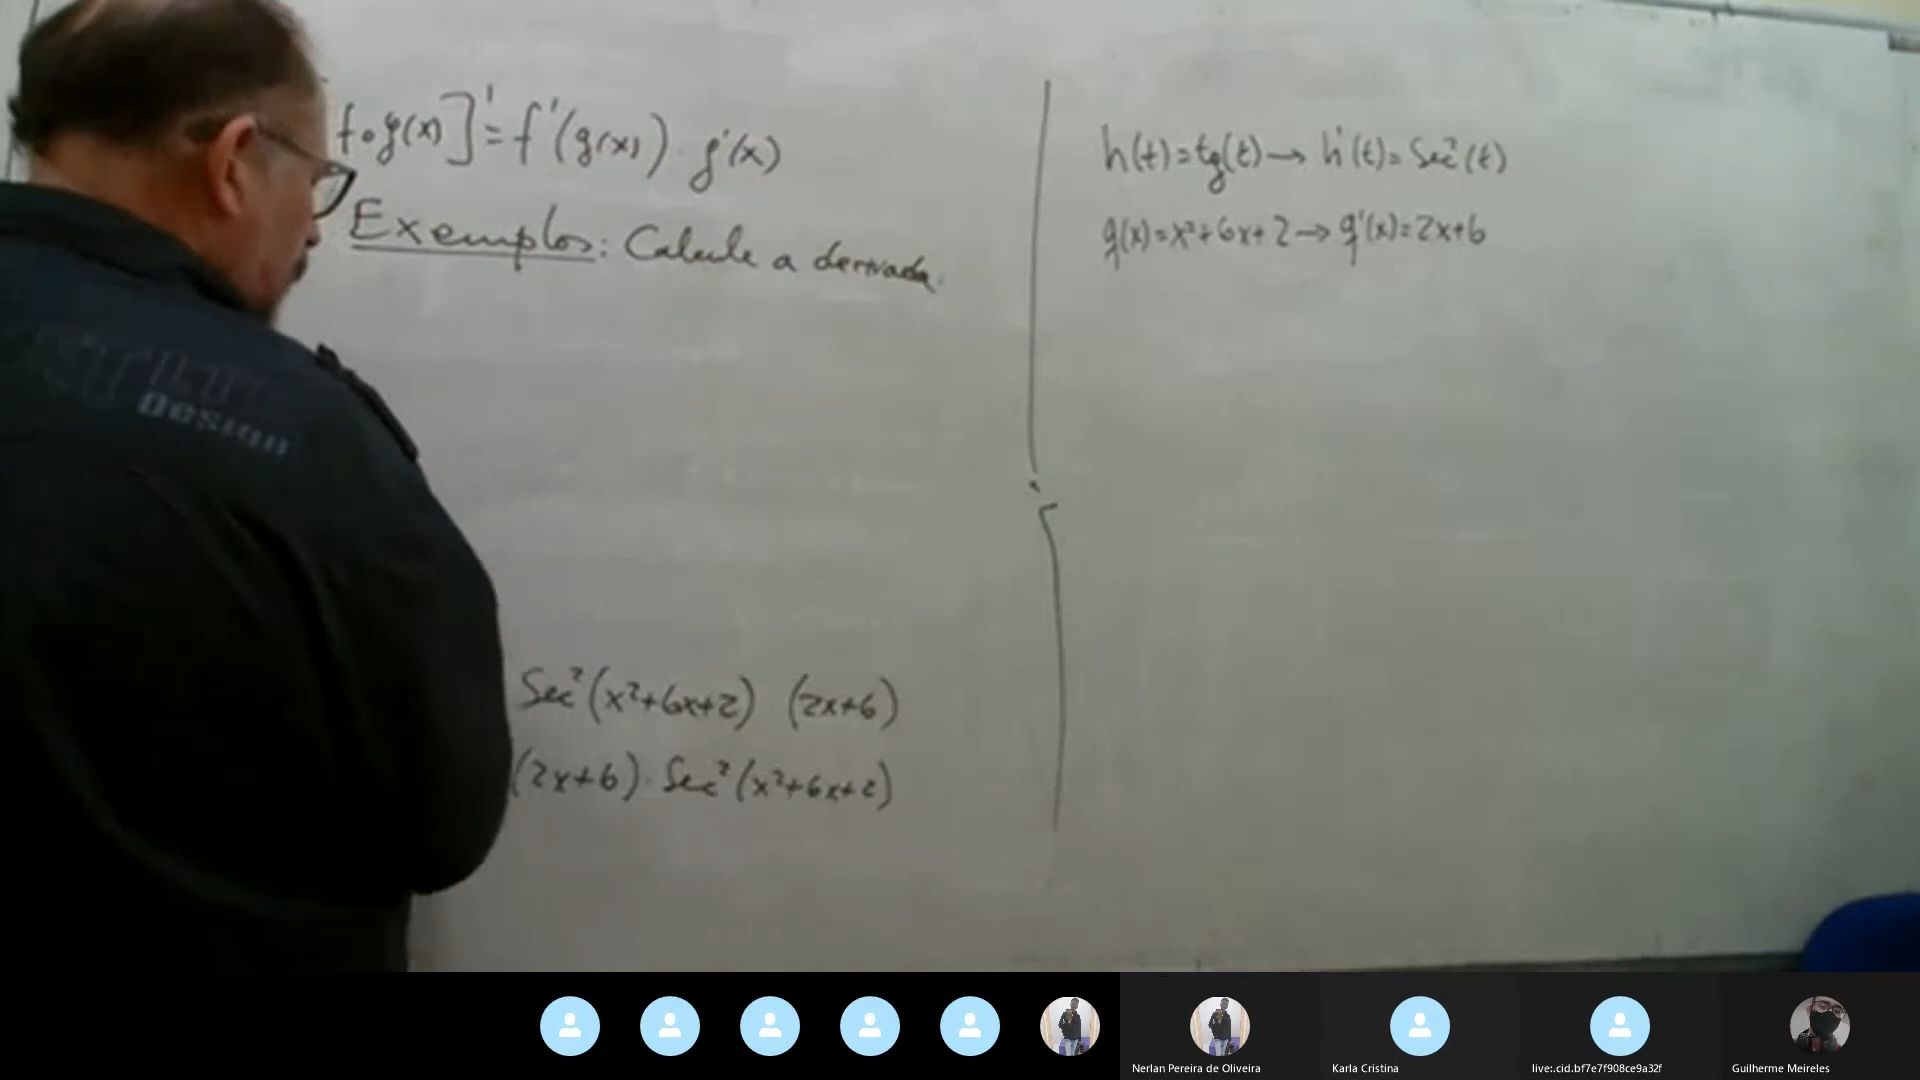 fog(x)]'=f'(g(x)).g'(x)
Exemplos: Calcule a derivada.
Sec²(x²+6x+2) (2x+6)
(2x+6).Sec²(x²+6x+2)
h(t)=tg(t)→h'(t)=Sec²(t)
g(x)=x²+6x+2→g'(x)=2x+6
Design
Nerlan Pereira de Oliveira
Karla Cristina
live:.cid.bf7e7f908ce9a32f
Guilherme Meireles